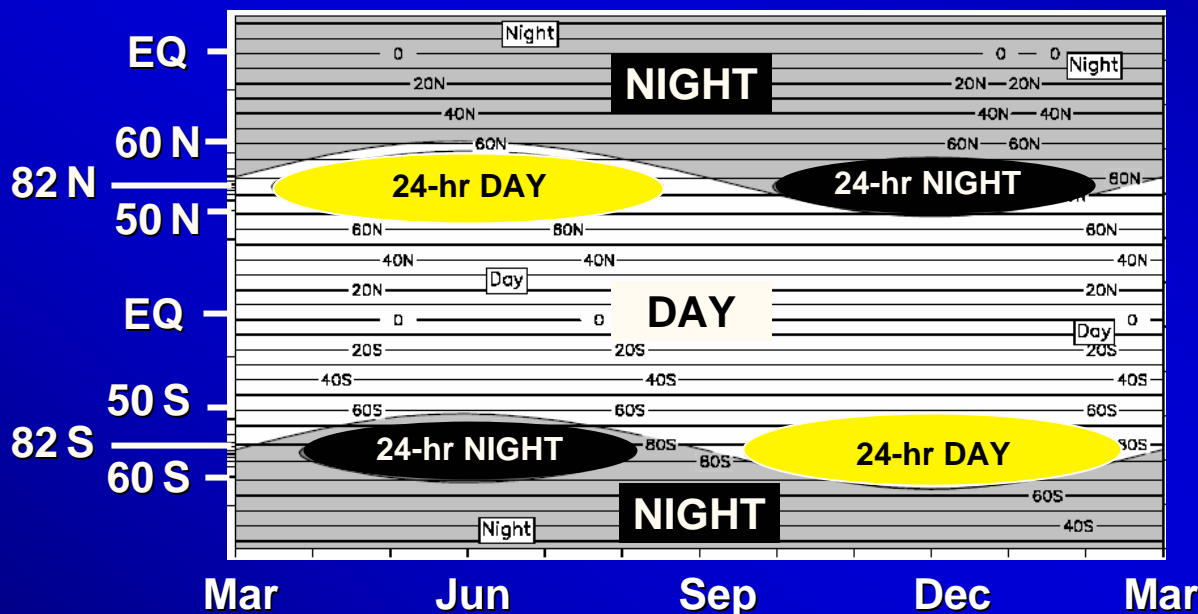 Night
EQ 0 0 0
NIGHT Night
20N 20N 20N
40N 40N 40N
60 N 60N 60N 60N
82 N 24-hr DAY 24-hr NIGHT 80N
50 N
60N 80N 60N
40N 40N 40N
Day
20N 20N
EQ 0 0 DAY 0
Day
20S 20S 20S
40S 40S 40S
50 S 60S 60S 60S
82 S 24-hr NIGHT 80S 24-hr DAY 80S
80S
60 S
NIGHT 60S
Night 40S
Mar Jun Sep Dec Mar